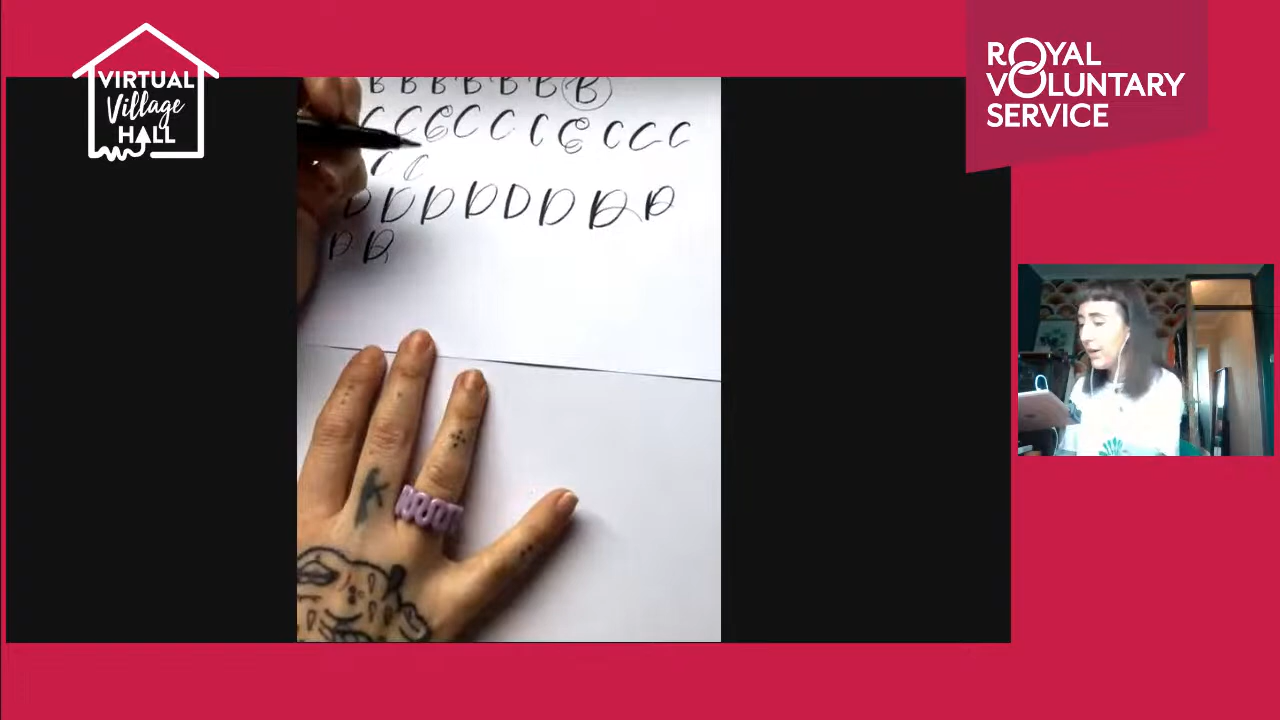 VIRTUAL
Village
HALL
ROYAL
VOLUNTARY
SERVICE
B B B B B B B
C C C C C C C C C C C
C C
D D D D D D D D
D D